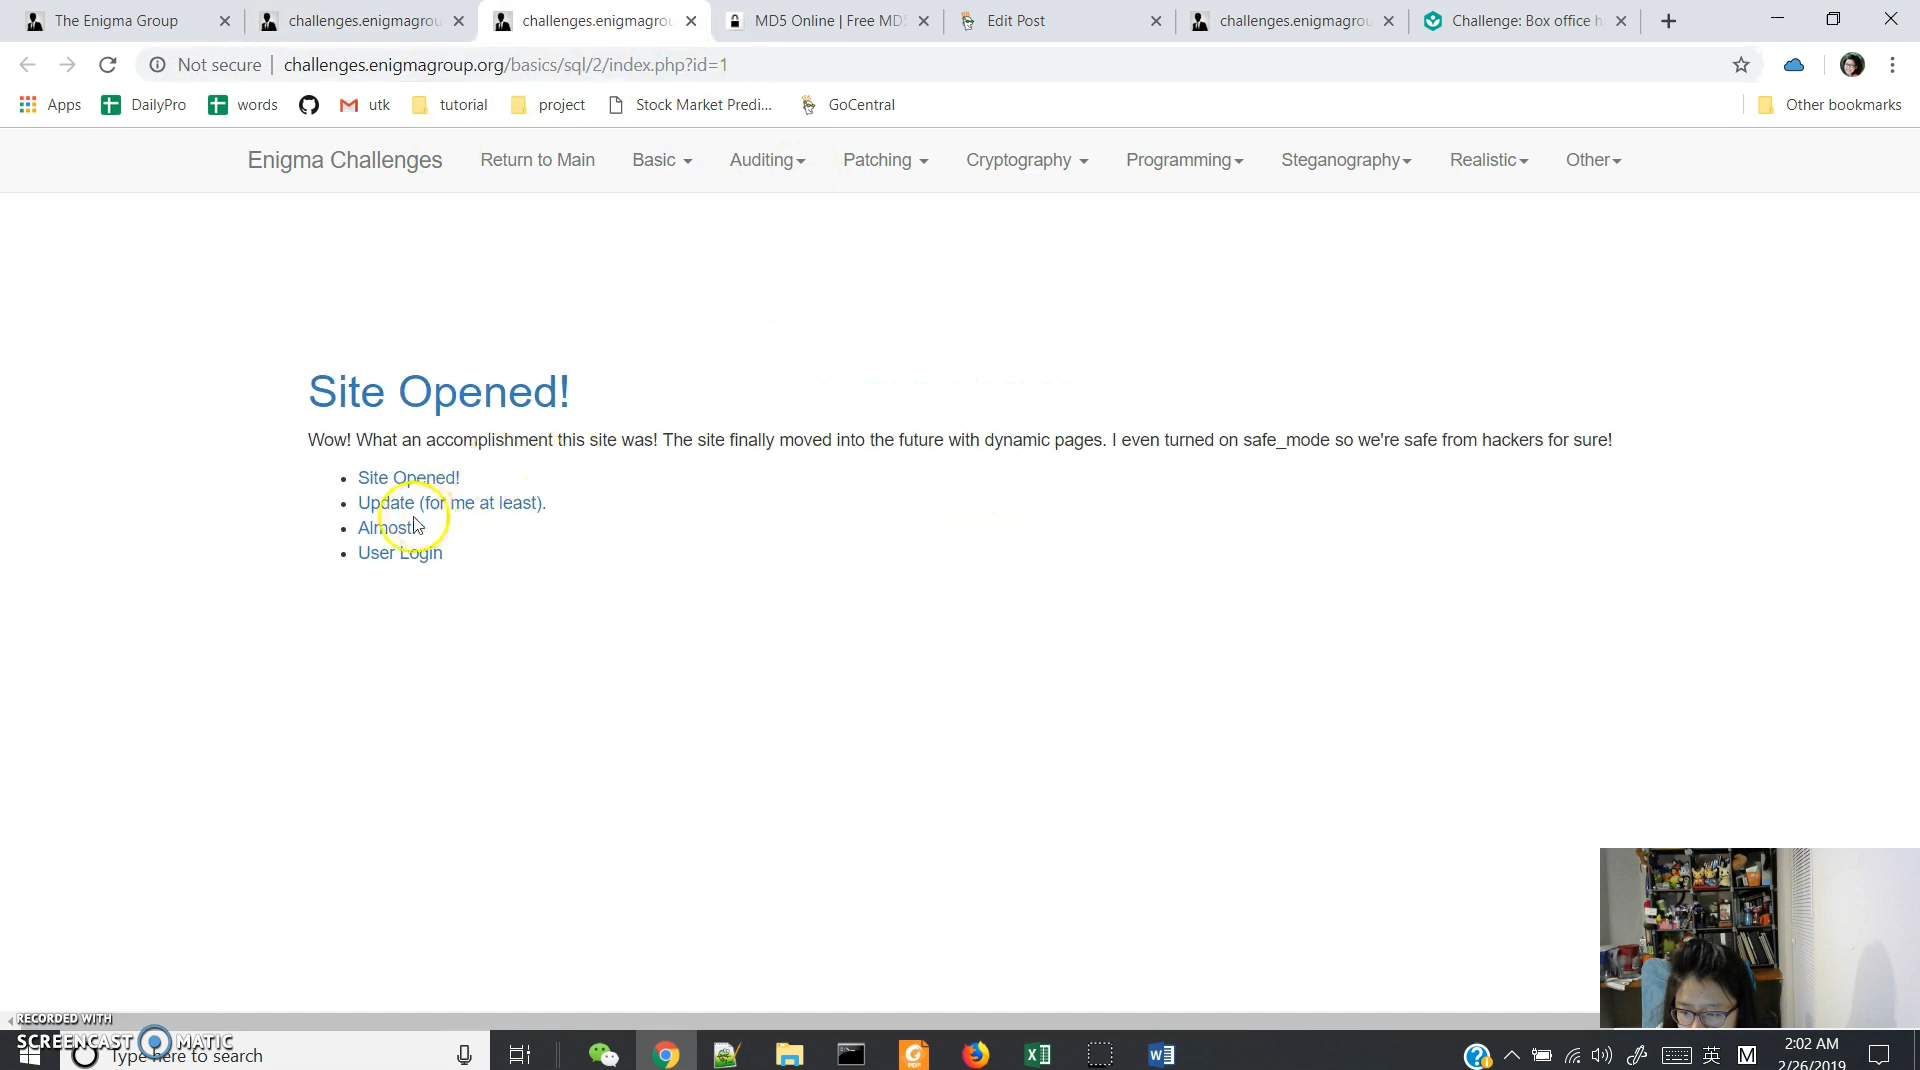 The Enigma Group
challenges.enigmagrou
challenges.enigmagrou
MD5 Online | Free MD5
Edit Post
challenges.enigmagrou
Challenge: Box office h
Not secure | challenges.enigmagroup.org/basics/sql/2/index.php?id=1
Apps
DailyPro
words
utk
tutorial
project
Stock Market Predi...
GoCentral
Other bookmarks
Enigma Challenges
Return to Main
Basic
Auditing
Patching
Cryptography
Programming
Steganography
Realistic
Other
Site Opened!
Wow! What an accomplishment this site was! The site finally moved into the future with dynamic pages. I even turned on safe_mode so we're safe from hackers for sure!
Site Opened!
Update (for me at least).
Almost
User Login
RECORDED WITH
SCREENCAST MATIC
Type here to search
英
M
2:02 AM
2/26/2019